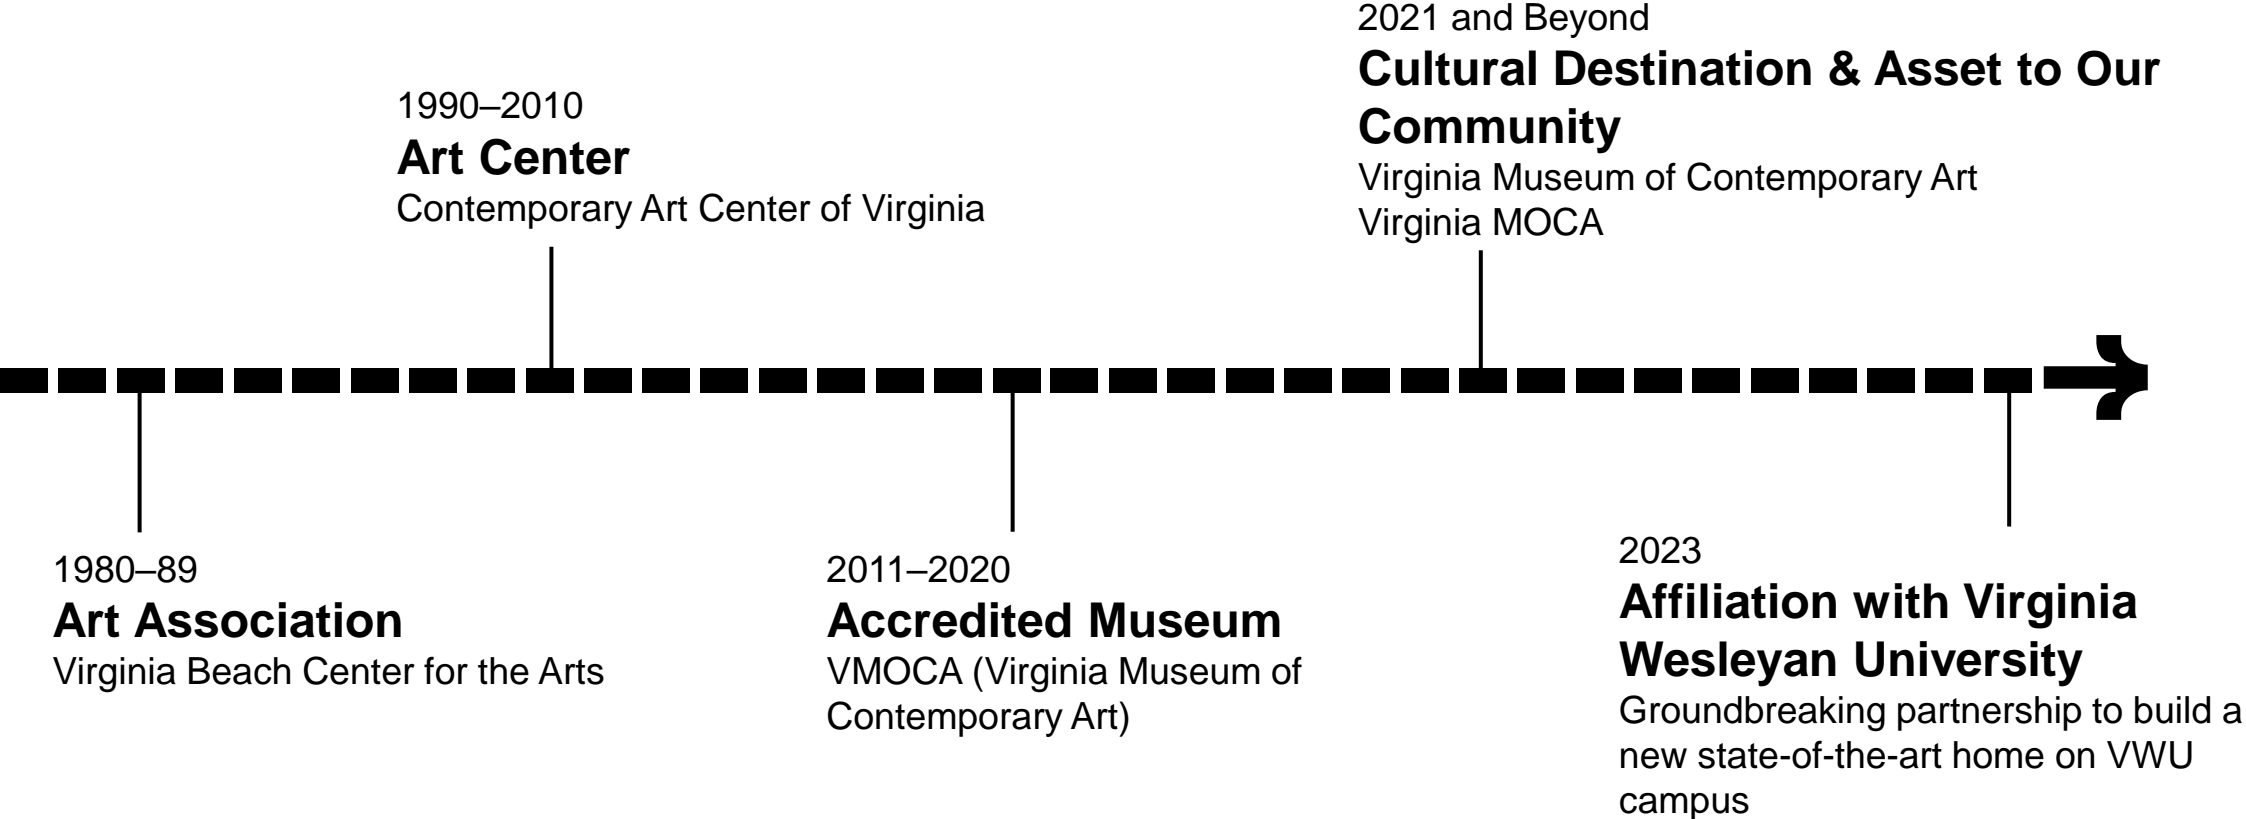 1980–89
Art Association
Virginia Beach Center for the Arts
1990–2010
Art Center
Contemporary Art Center of Virginia
2011–2020
Accredited Museum
VMOCA (Virginia Museum of
Contemporary Art)
2021 and Beyond
Cultural Destination & Asset to Our
Community
Virginia Museum of Contemporary Art
Virginia MOCA
2023
Affiliation with Virginia
Wesleyan University
Groundbreaking partnership to build a
new state-of-the-art home on VWU
campus